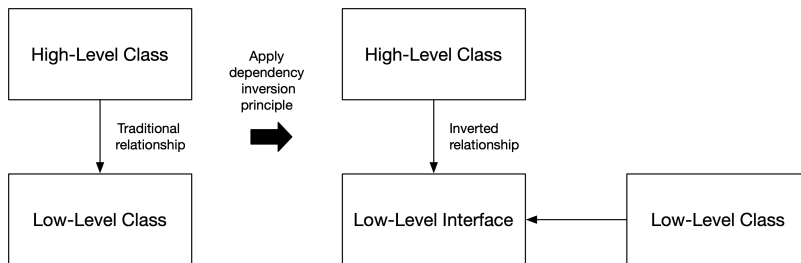 High-Level Class
Traditional
relationship
Low-Level Class
Apply
dependency
inversion
principle
High-Level Class
Inverted
relationship
Low-Level Interface
Low-Level Class